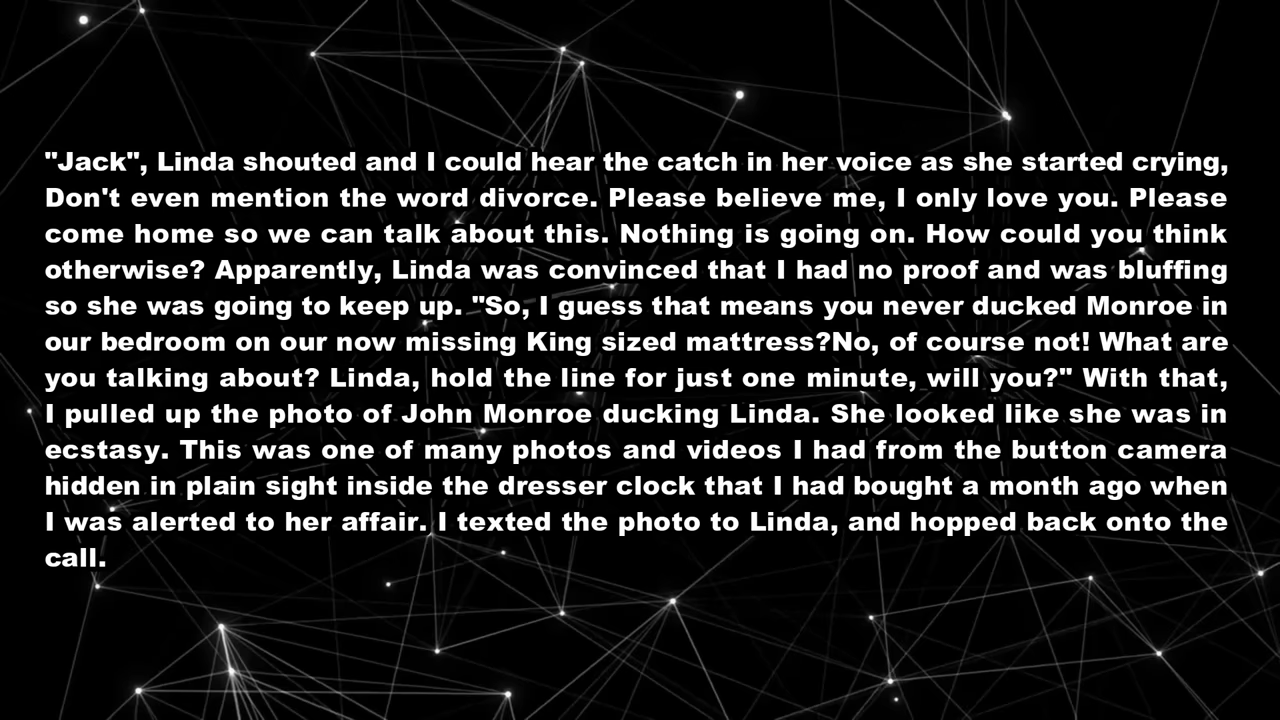 "Jack", Linda shouted and I could hear the catch in her voice as she started crying,
Don't even mention the word divorce. Please believe me, I only love you. Please
come home so we can talk about this. Nothing is going on. How could you think
otherwise? Apparently, Linda was convinced that I had no proof and was bluffing
so she was going to keep up. "So, I guess that means you never ducked Monroe in
our bedroom on our now missing King sized mattress?No, of course not! What are
you talking about? Linda, hold the line for just one minute, will you?" With that,
I pulled up the photo of John Monroe ducking Linda. She looked like she was in
ecstasy. This was one of many photos and videos I had from the button camera
hidden in plain sight inside the dresser clock that I had bought a month ago when
I was alerted to her affair. I texted the photo to Linda, and hopped back onto the
call.